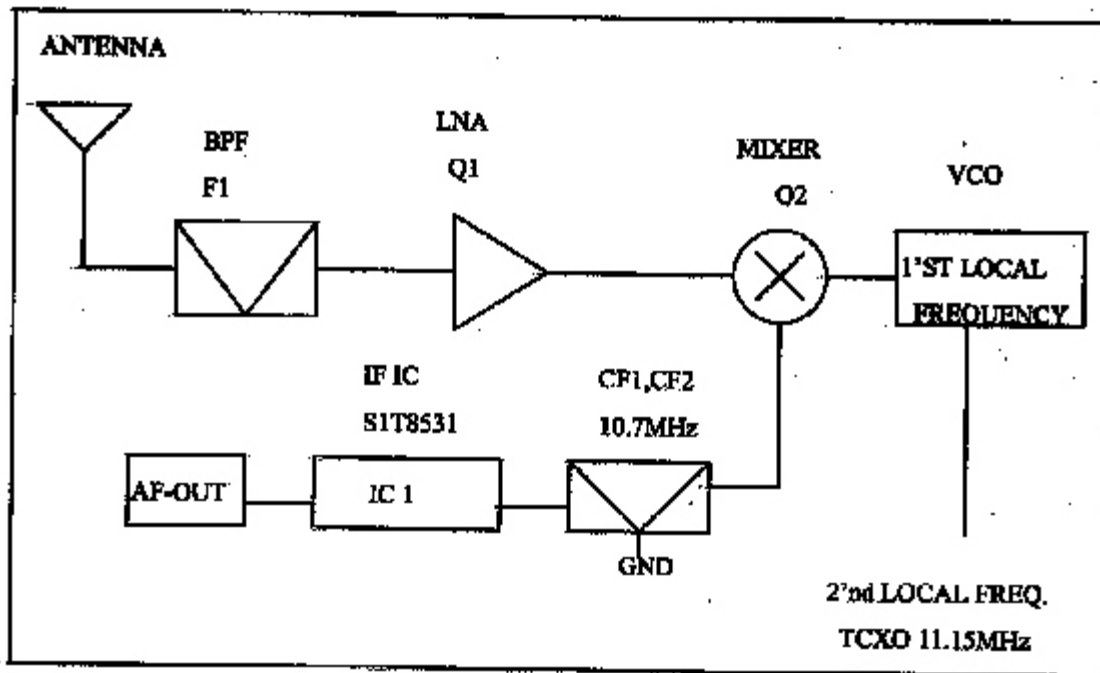 ANTENNA
BPF
F1
LNA
Q1
MIXER
Q2
VCO
1'ST LOCAL
FREQUENCY
IF IC
S1T8531
CF1,CF2
10.7MHz
AF-OUT
IC 1
GND
2'nd LOCAL FREQ.
TCXO 11.15MHz